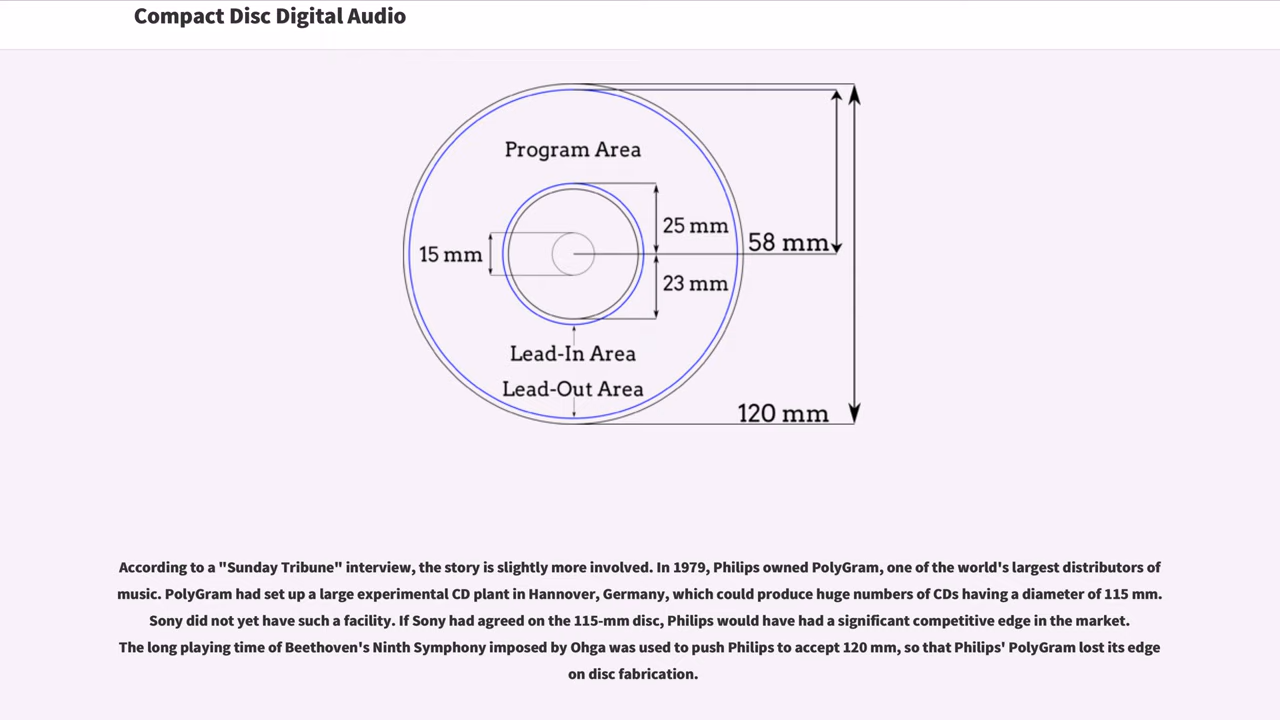 Compact Disc Digital Audio
Program Area
25 mm
58 mm
15 mm
23 mm
Lead-In Area
Lead-Out Area
120 mm
According to a "Sunday Tribune" interview, the story is slightly more involved. In 1979, Philips owned PolyGram, one of the world's largest distributors of
music. PolyGram had set up a large experimental CD plant in Hannover, Germany, which could produce huge numbers of CDs having a diameter of 115 mm.
Sony did not yet have such a facility. If Sony had agreed on the 115-mm disc, Philips would have had a significant competitive edge in the market.
The long playing time of Beethoven's Ninth Symphony imposed by Ohga was used to push Philips to accept 120 mm, so that Philips' PolyGram lost its edge
on disc fabrication.